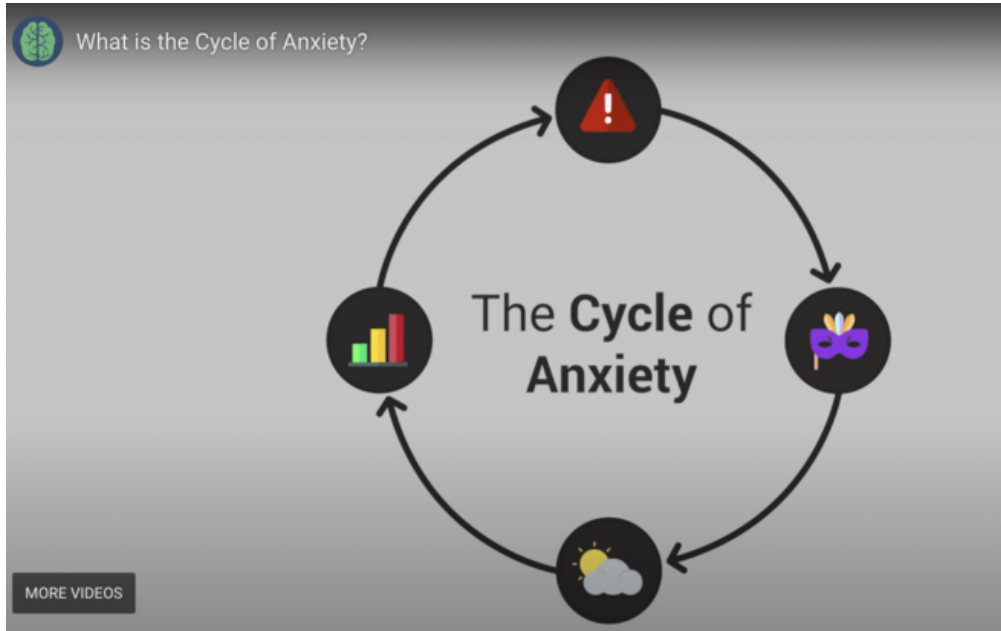 What is the Cycle of Anxiety?
The Cycle of
Anxiety
MORE VIDEOS